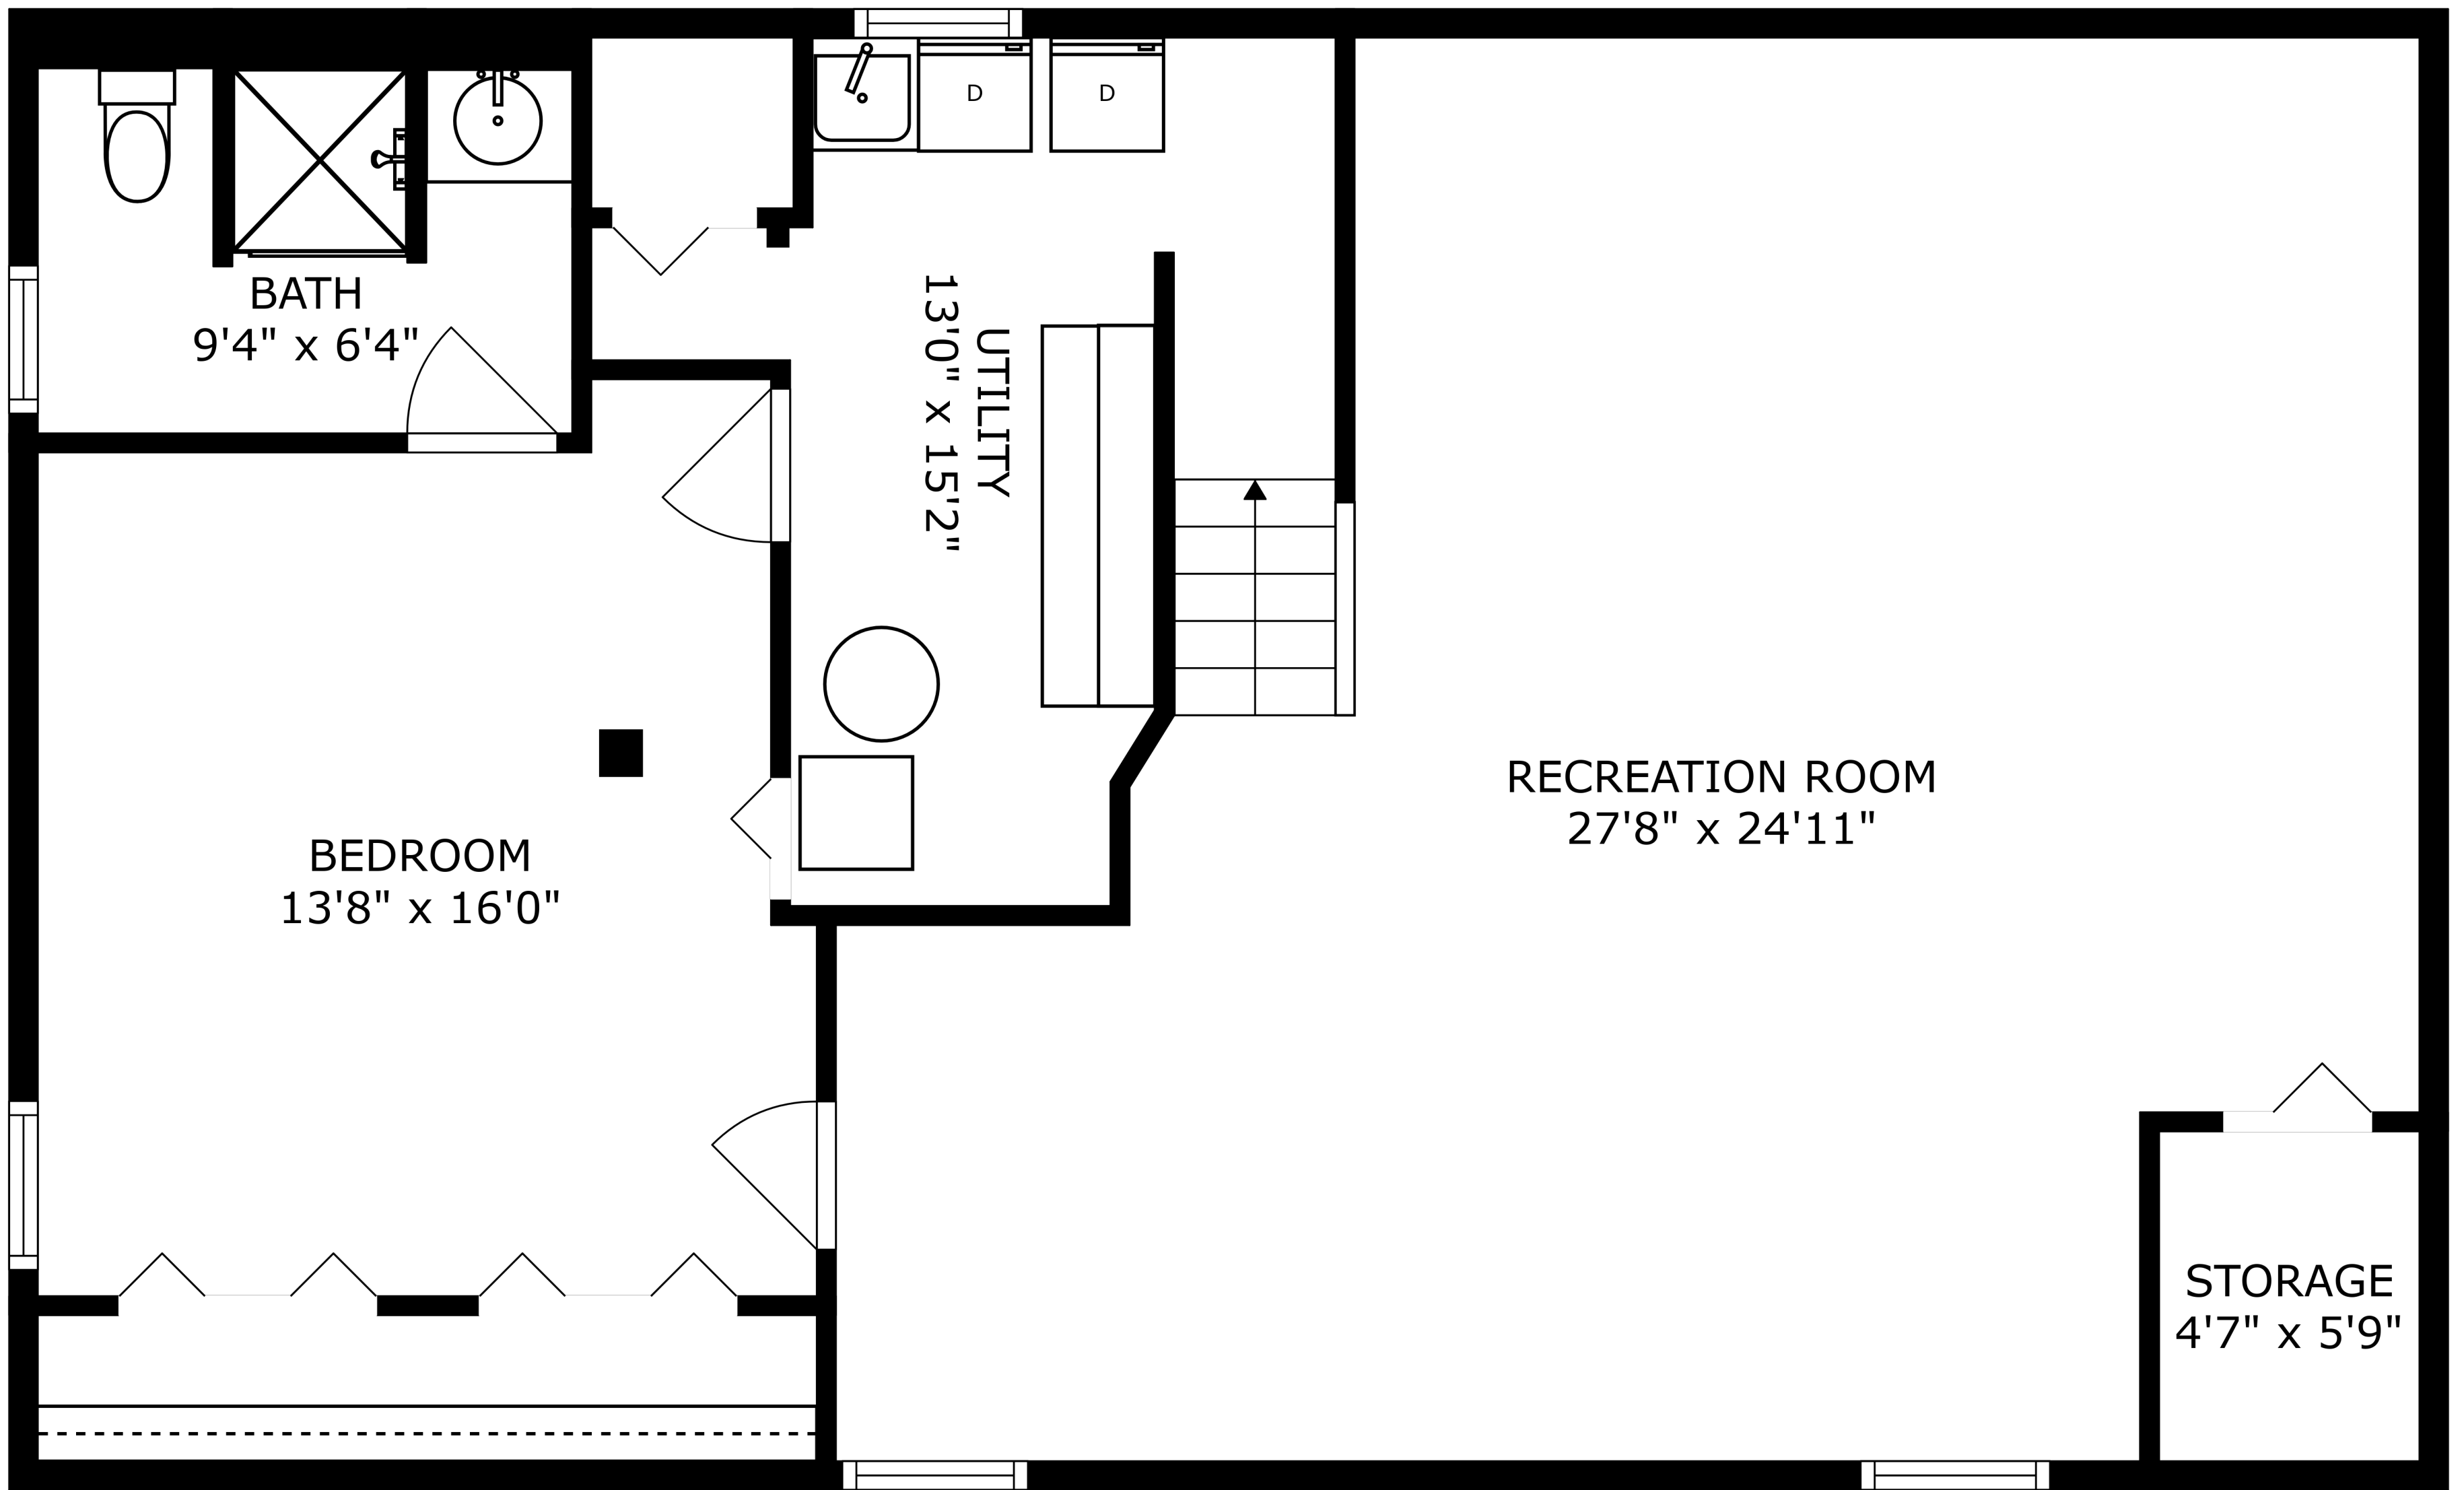 D
D
BATH
9'4" x 6'4"
UTILITY
13'0" x 15'2"
RECREATION ROOM
27'8" x 24'11"
BEDROOM
13'8" x 16'0"
STORAGE
4'7" x 5'9"